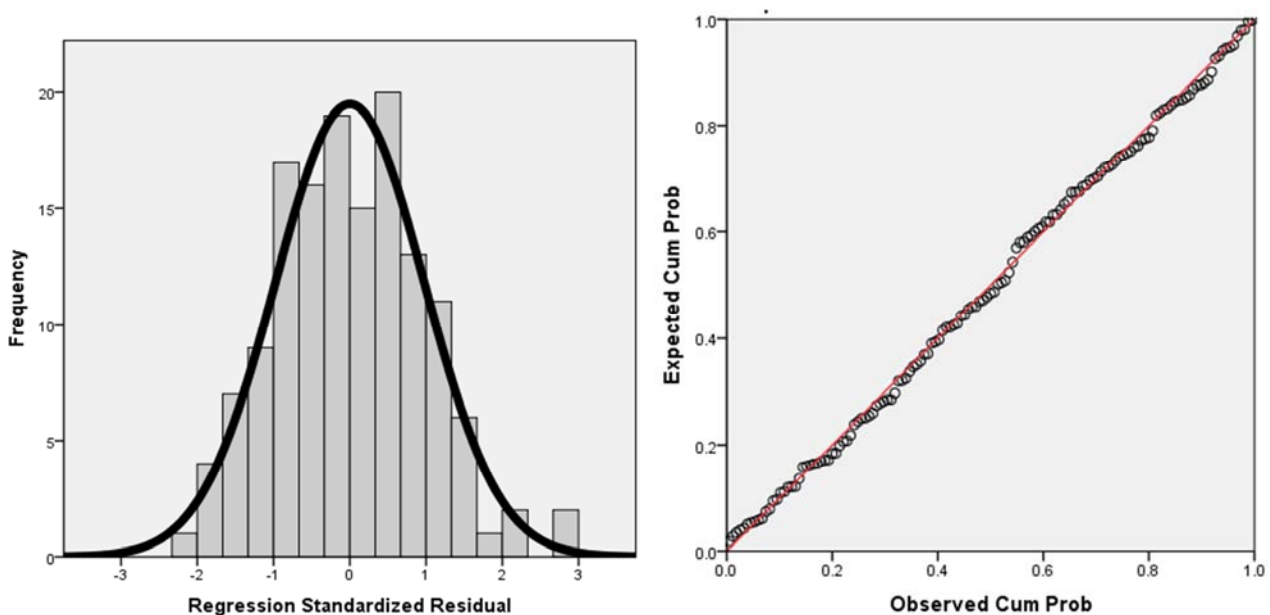 Frequency
20
15
10
5
0
-3 -2 -1 0 1 2 3
Regression Standardized Residual
Expected Cum Prob
1.0
0.8
0.6
0.4
0.2
0.0
0.0 0.2 0.4 0.6 0.8 1.0
Observed Cum Prob